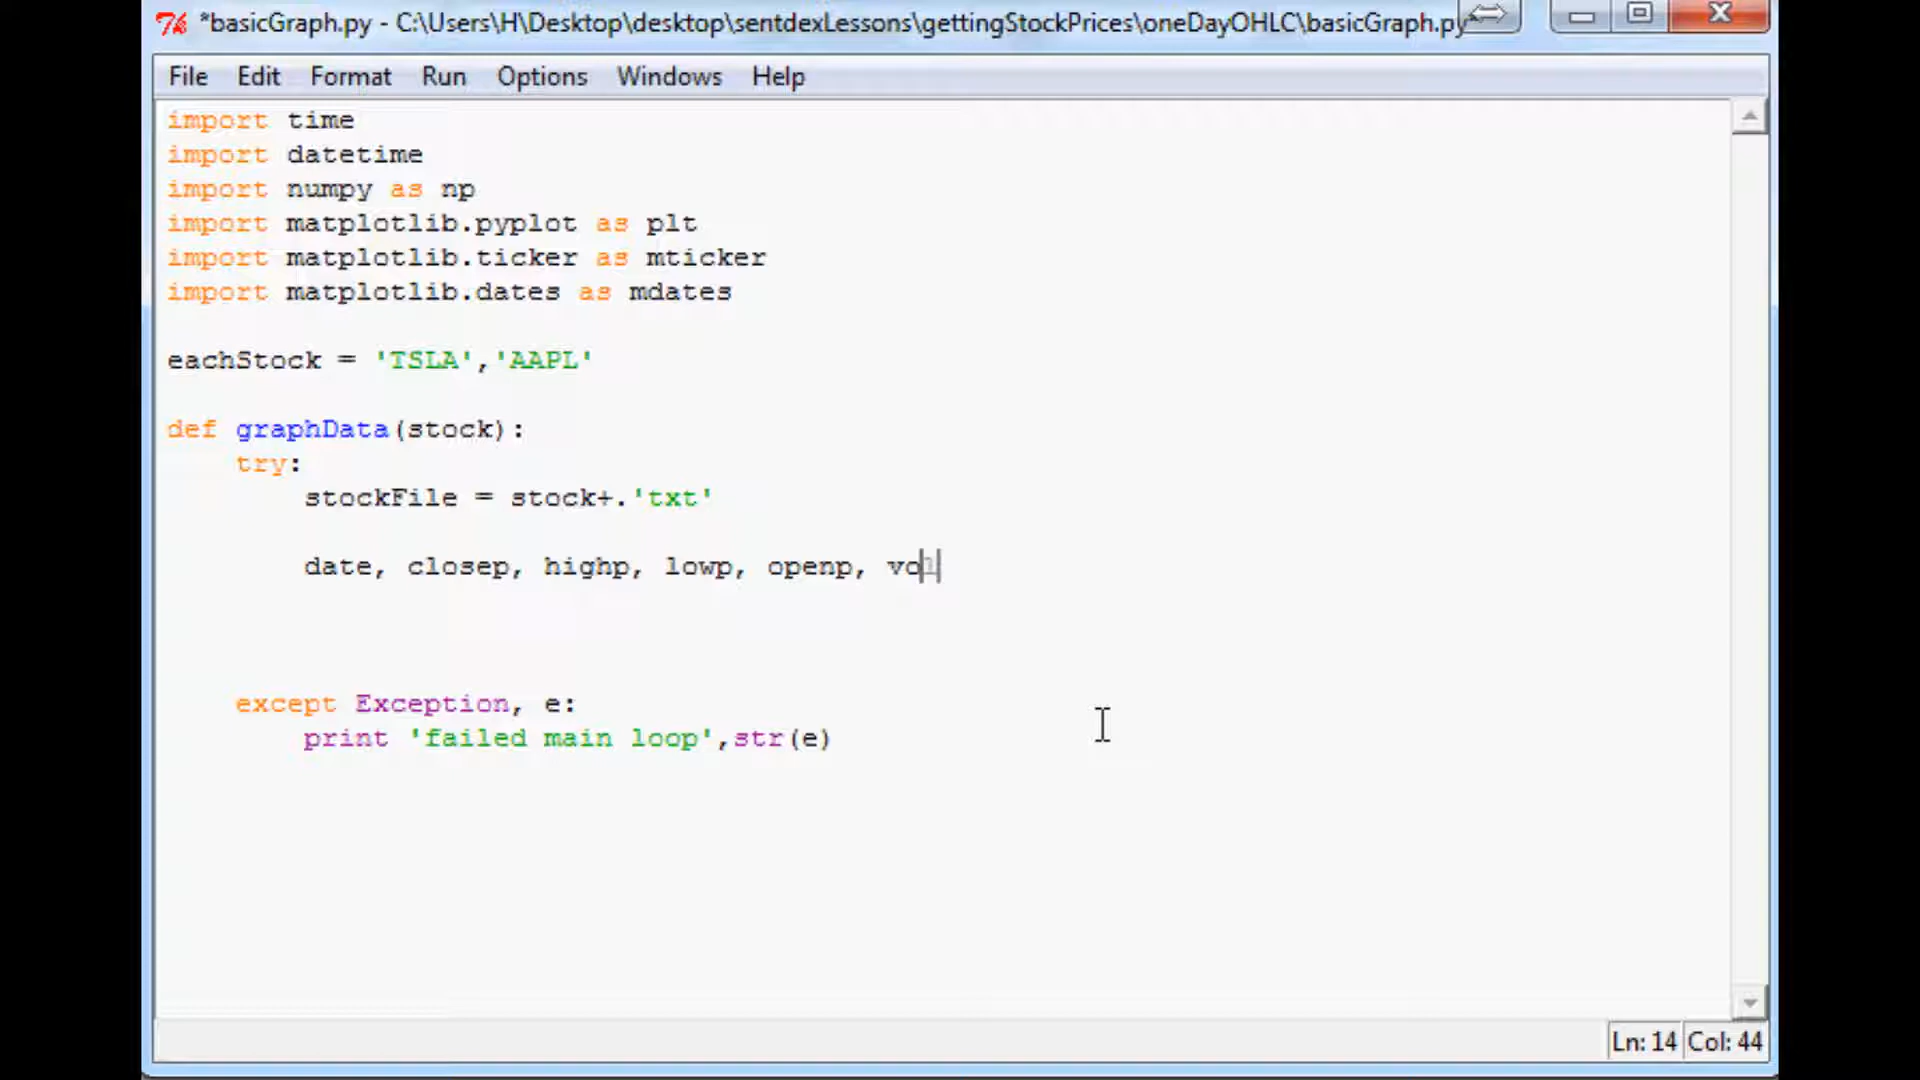 *basicGraph.py - C:\Users\H\Desktop\desktop\sentdexLessons\gettingStockPrices\oneDayOHLC\basicGraph.py*
File Edit Format Run Options Windows Help
import time
import datetime
import numpy as np
import matplotlib.pyplot as plt
import matplotlib.ticker as mticker
import matplotlib.dates as mdates
eachStock = 'TSLA','AAPL'
def graphData(stock):
    try:
        stockFile = stock+.'txt'
        date, closep, highp, lowp, openp, vol
    except Exception, e:
        print 'failed main loop',str(e)
Ln: 14 Col: 44